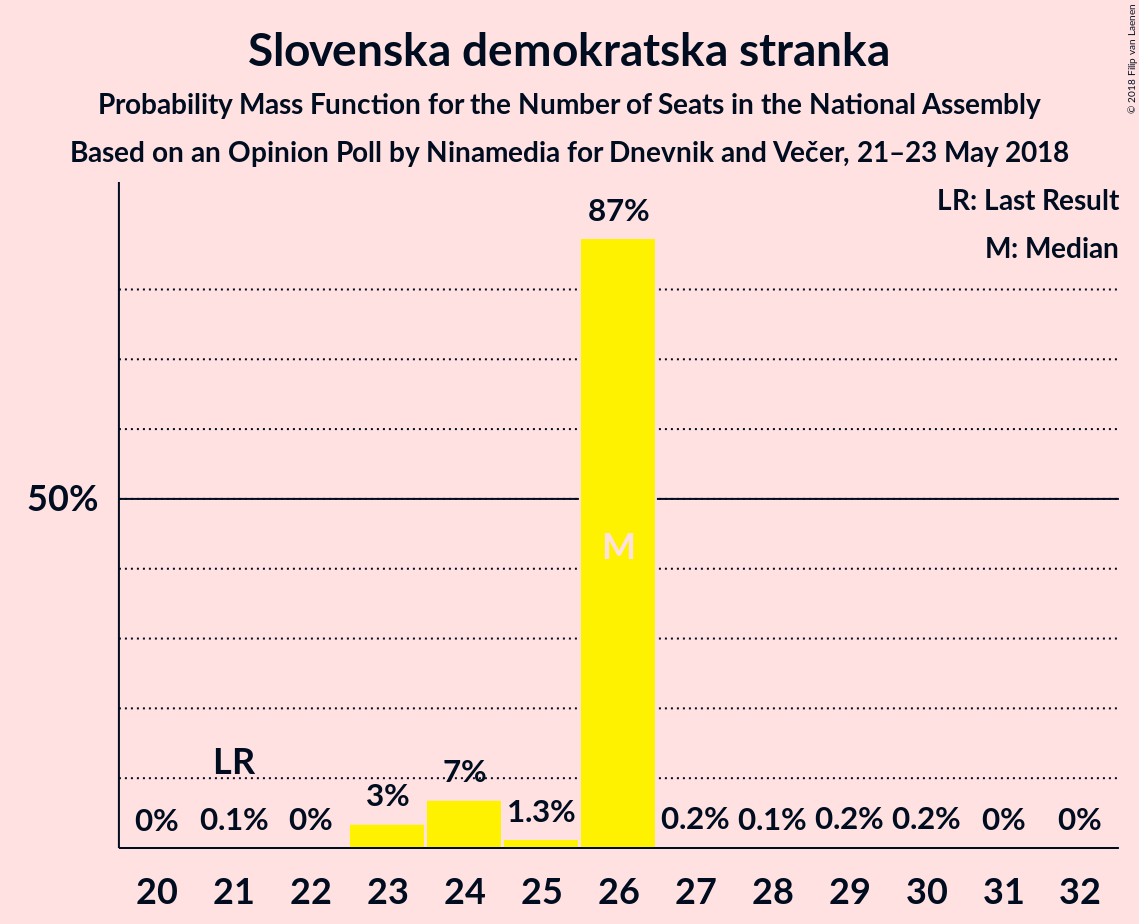 Slovenska demokratska stranka
Probability Mass Function for the Number of Seats in the National Assembly
Based on an Opinion Poll by Ninamedia for Dnevnik and Večer, 21–23 May 2018
© 2018 Filip van Laenen
LR: Last Result
M: Median
87%
50%
M
LR
0% 0.1% 0% 3% 7% 1.3% 0.2% 0.1% 0.2% 0.2% 0% 0%
20 21 22 23 24 25 26 27 28 29 30 31 32